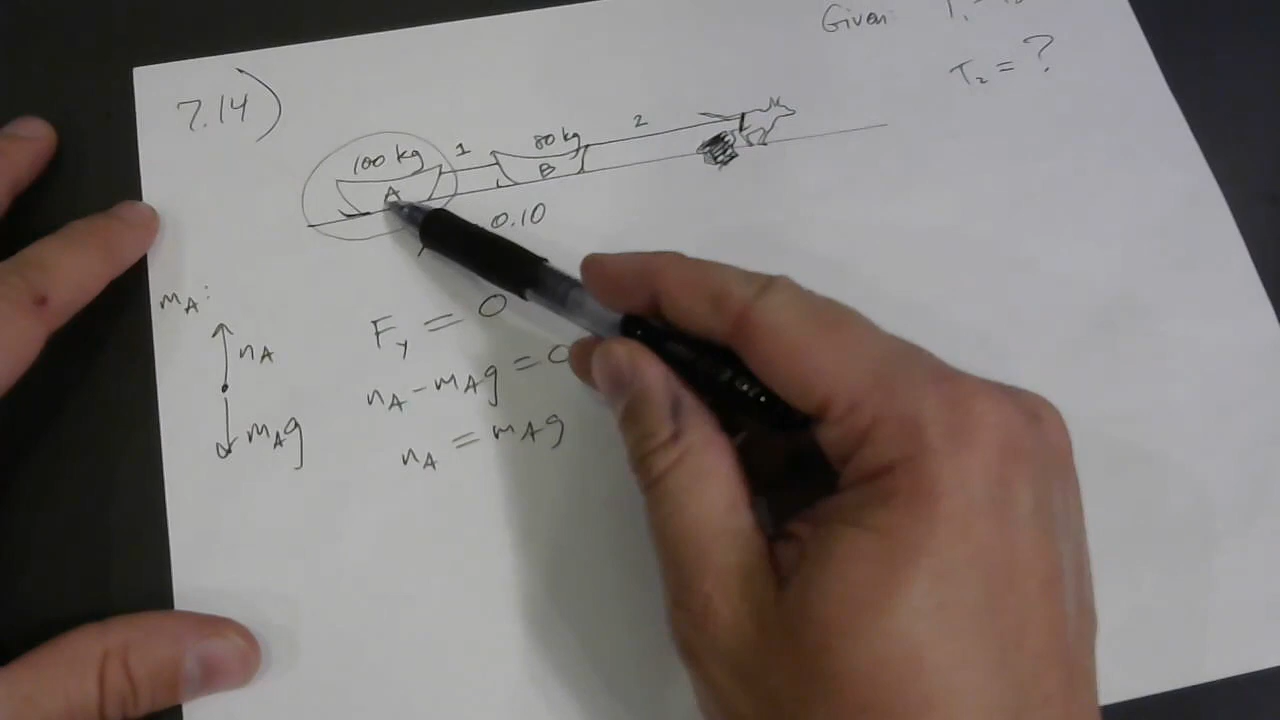 Given
T₂ = ?
7.14)
100 kg 1 80 kg 2
A B
0.10
mA:
nA
mAg
Fy = 0
nA - mAg = 0
nA = mAg